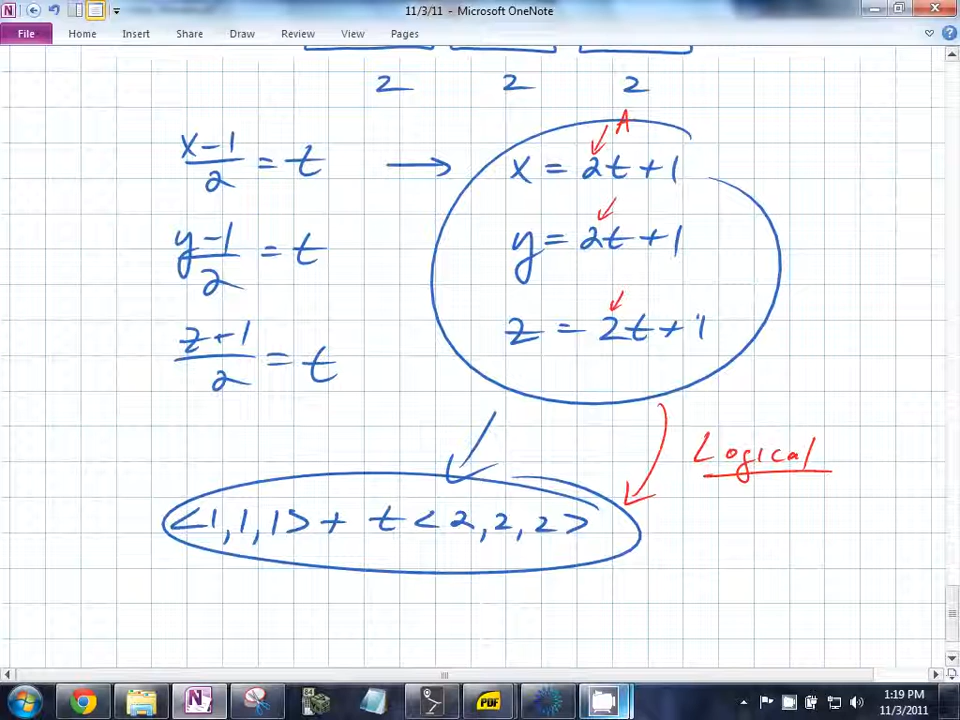 11/3/11 - Microsoft OneNote
File Home Insert Share Draw Review View Pages
2 2 2
A
x-1/2 = t → x = 2t+1
y-1/2 = t y = 2t+1
z+1/2 = t z = 2t+1
Logical
<1,1,1> + t<2,2,2>
PDF
1:19 PM
11/3/2011